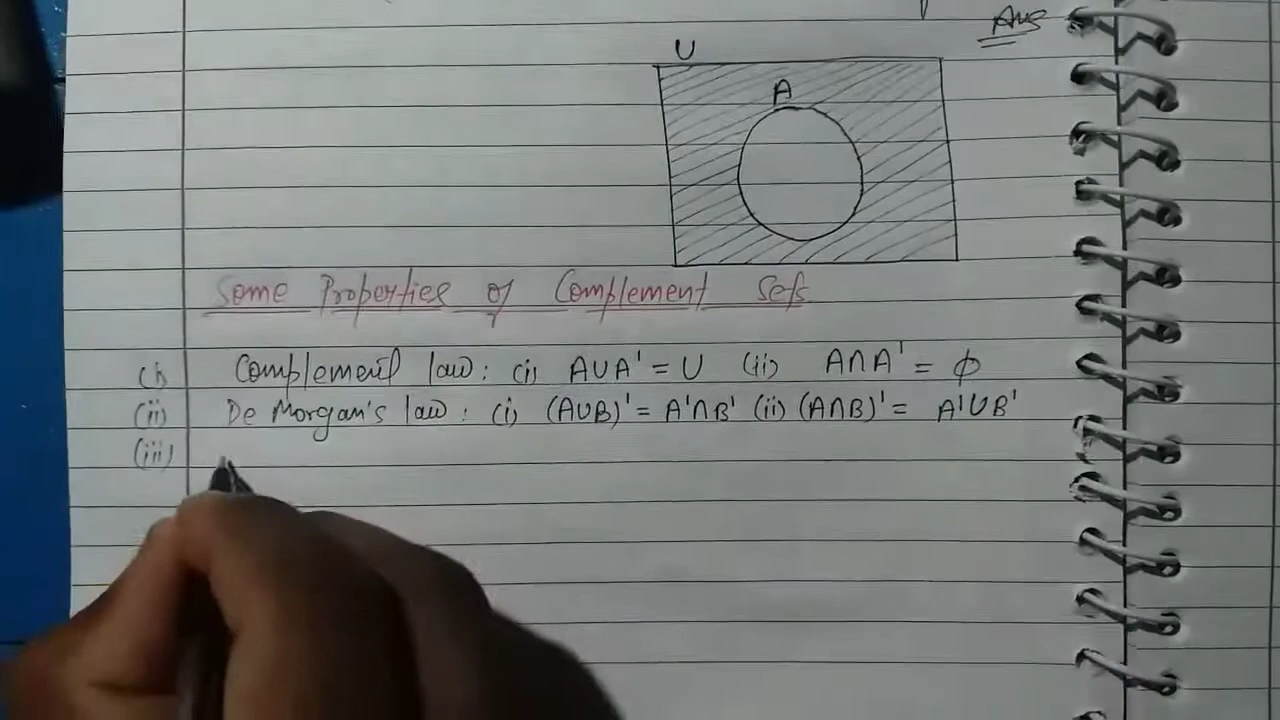 Ans
U
A
Some Properties of Complement Sets
(i) Complement law: (i) A∪A' = U (ii) A∩A' = ϕ
(ii) De Morgan's law: (i) (A∪B)' = A'∩B' (ii) (A∩B)' = A'∪B'
(iii)